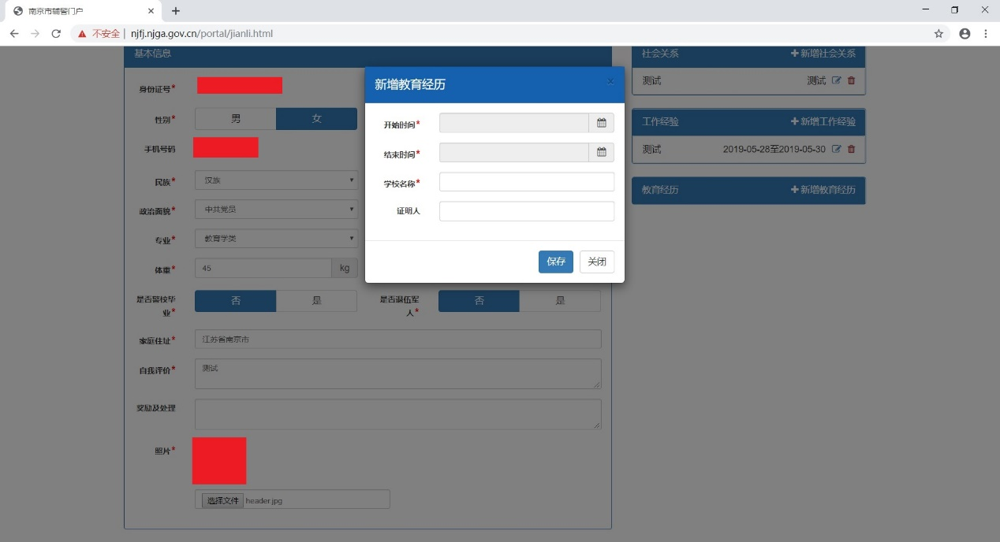 南京市辅警门户
不安全 | njfj.njga.gov.cn/portal/jianli.html
基本信息
身份证号*
性别* 男 女
手机号码
民族* 汉族
政治面貌* 中共党员
专业* 教育学类
体重* 45 kg
是否警校毕业* 否 是
是否退伍军人* 否 是
家庭住址* 江苏省南京市
自我评价* 测试
奖励及处理
照片*
选择文件 header.jpg
新增教育经历 ×
开始时间*
结束时间*
学校名称*
证明人
保存 关闭
社会关系 新增社会关系
测试 测试
工作经验 新增工作经验
测试 2019-05-28至2019-05-30
教育经历 新增教育经历